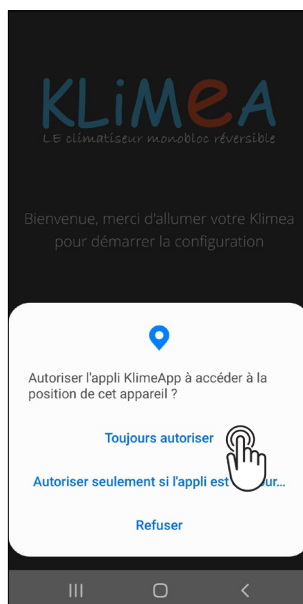 KLiMeA
LE climatiseur monobloc réversible
Bienvenue, merci d'allumer votre Klimea
pour démarrer la configuration
Autoriser l'appli KlimeApp à accéder à la
position de cet appareil ?
Toujours autoriser
Autoriser seulement si l'appli est
Refuser